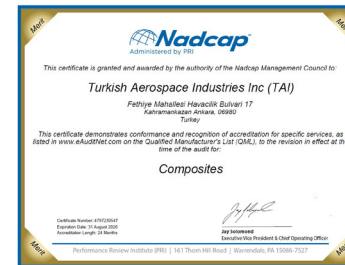 Merit
Merit
Nadcap
Administered by PRI
This certificate is granted and awarded by the authority of the Nadcap Management Council to:
Turkish Aerospace Industries Inc (TAI)
Fethiye Mahallesi Havacilik Bulvari 17
Kahramankazan Ankara, 06980
Turkey
This certificate demonstrates conformance and recognition of accreditation for specific services, as
listed in www.eAuditNet.com on the Qualified Manufacturer's List (QML), to the revision in effect at th
time of the audit for:
Composites
Expiration Date: 31 August 2026
Accreditation Length: 24 Months
Jay Solomond
Executive Vice President & Chief Operating Officer
Performance Review Institute (PRI) | 161 Thorn Hill Road | Warrendale, PA 15086-7527
Merit